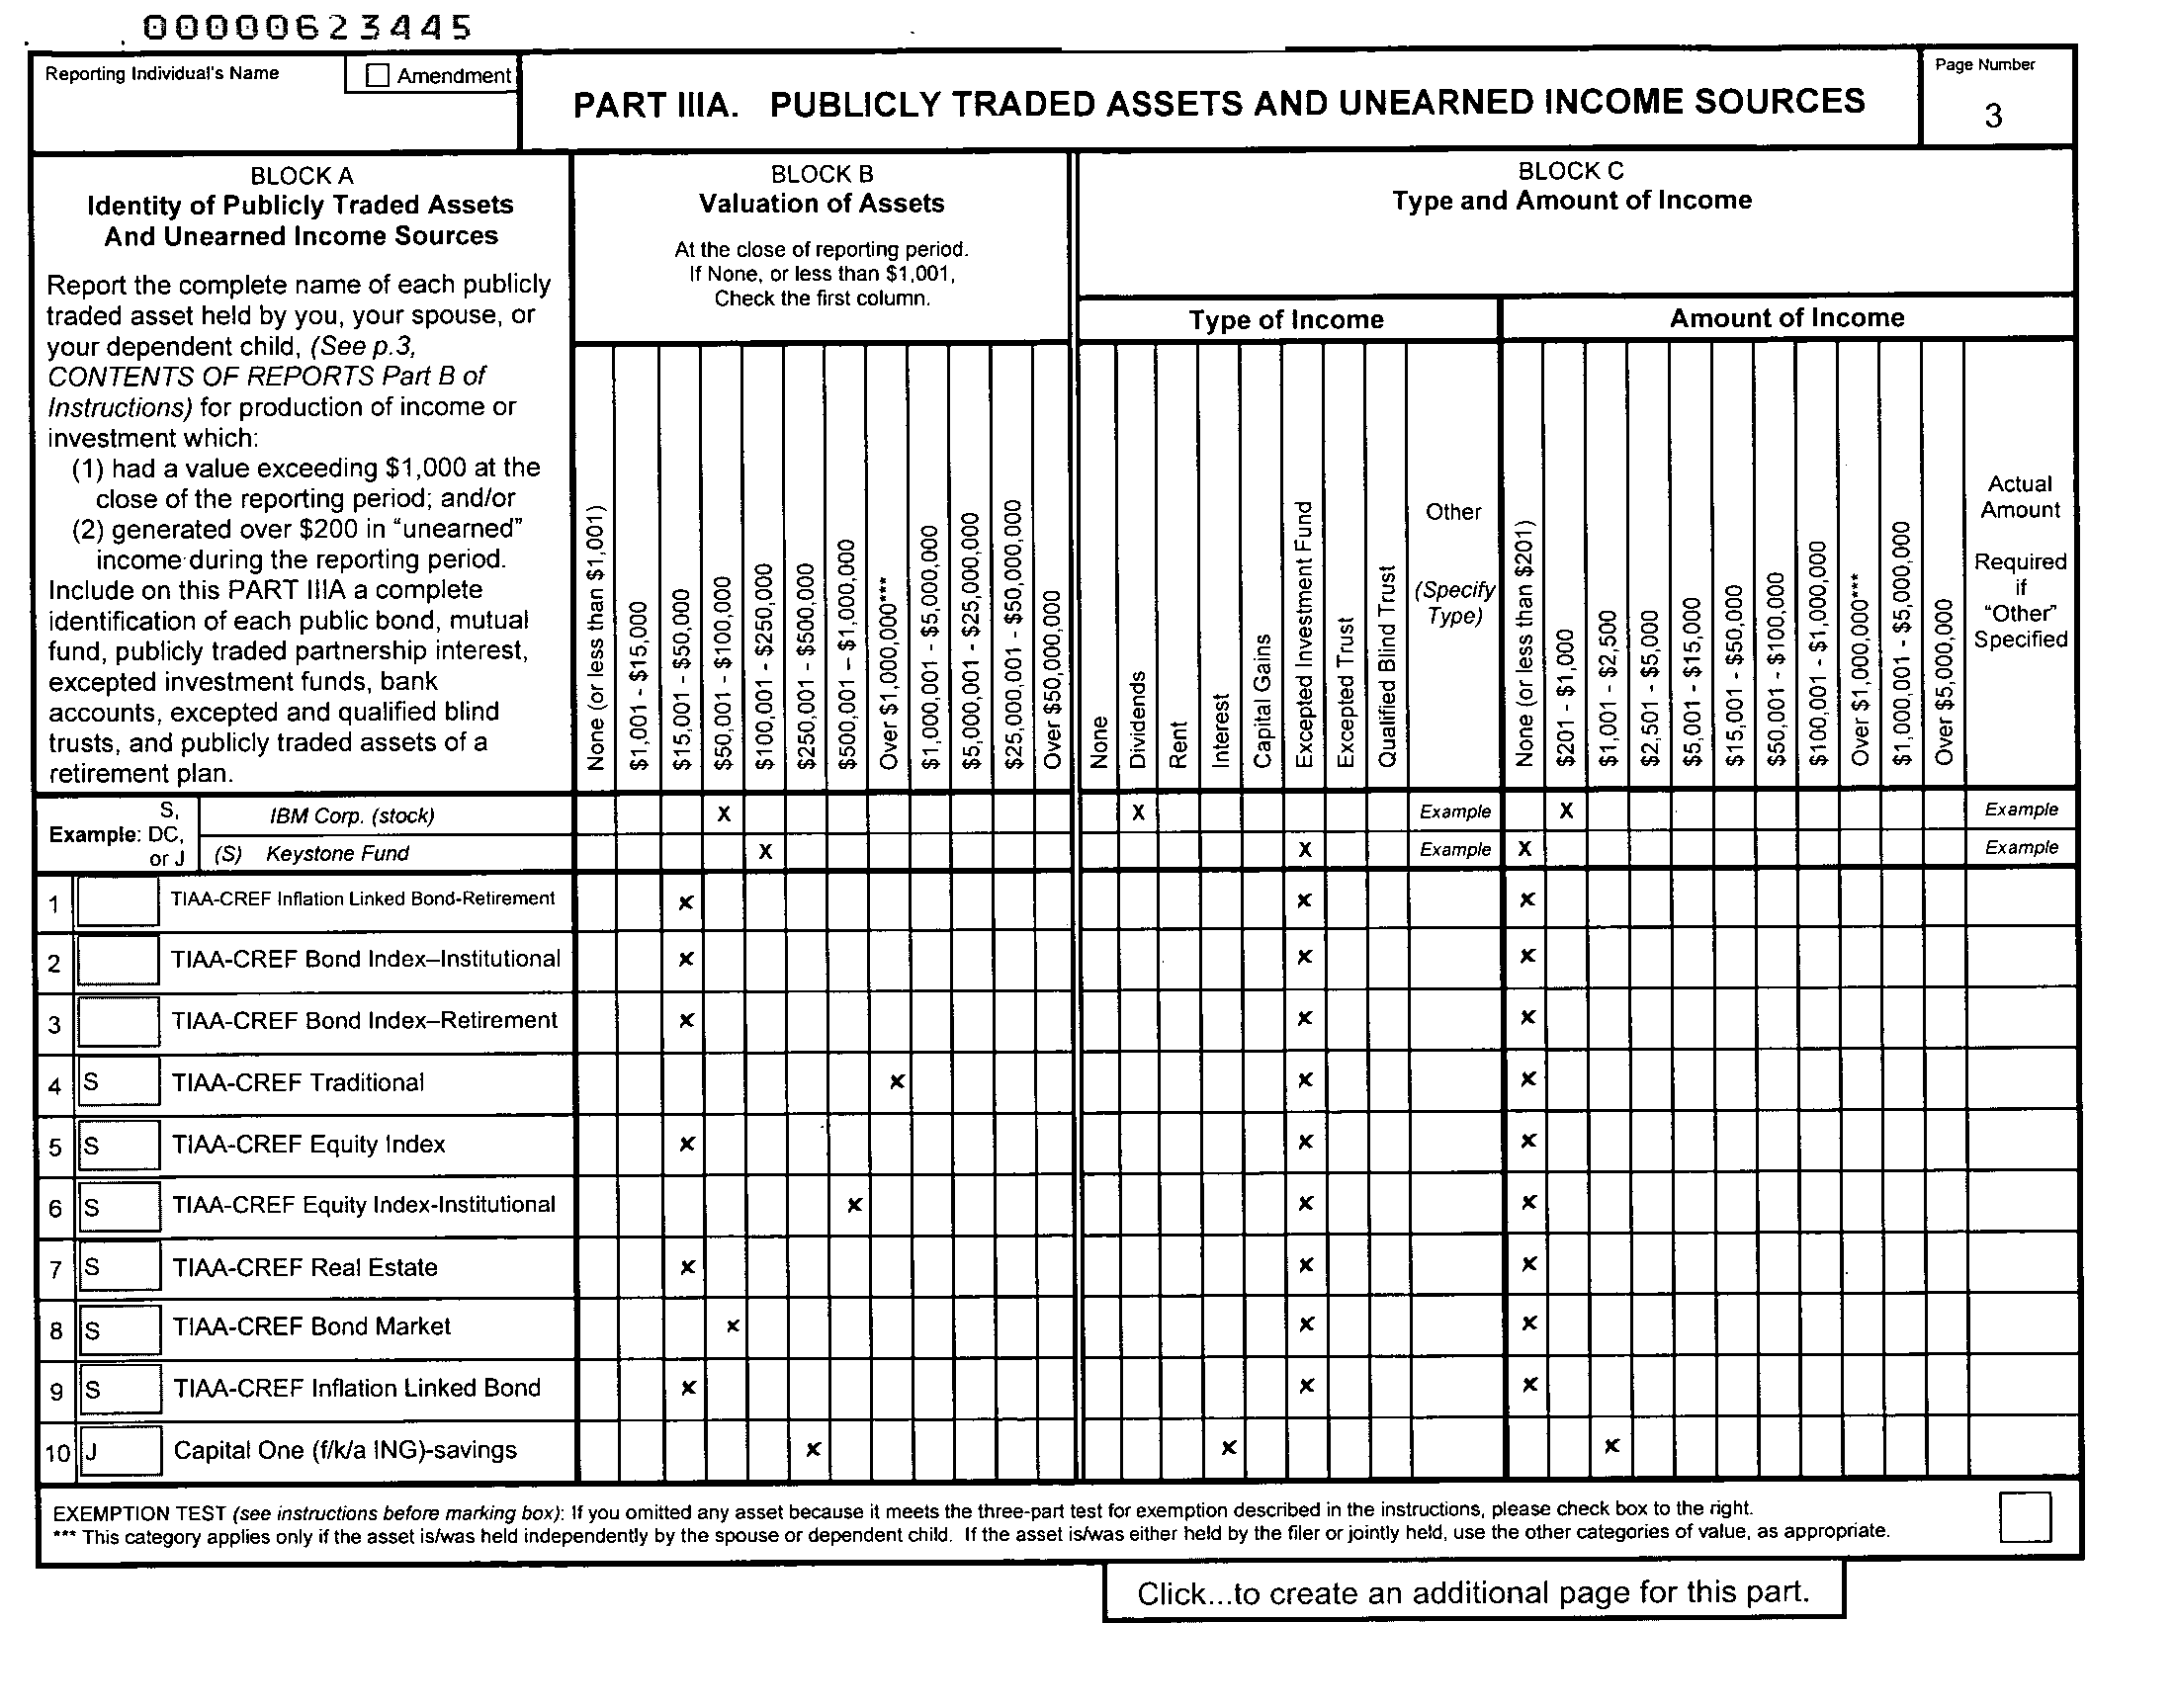 00000623445
Reporting Individual's Name
Amendment
PART IIIA. PUBLICLY TRADED ASSETS AND UNEARNED INCOME SOURCES
Page Number
3
BLOCK A
Identity of Publicly Traded Assets
And Unearned Income Sources
Report the complete name of each publicly
traded asset held by you, your spouse, or
your dependent child, (See p.3,
CONTENTS OF REPORTS Part B of
Instructions) for production of income or
investment which:
(1) had a value exceeding $1,000 at the
close of the reporting period; and/or
(2) generated over $200 in "unearned"
income during the reporting period.
Include on this PART IIIA a complete
identification of each public bond, mutual
fund, publicly traded partnership interest,
excepted investment funds, bank
accounts, excepted and qualified blind
trusts, and publicly traded assets of a
retirement plan.
BLOCK B
Valuation of Assets
At the close of reporting period.
If None, or less than $1,001,
Check the first column.
None (or less than $1,001)
$1,001 - $15,000
$15,001 - $50,000
$50,001 - $100,000
$100,001 - $250,000
$250,001 - $500,000
$500,001 – $1,000,000
Over $1,000,000***
$1,000,001 - $5,000,000
$5,000,001 - $25,000,000
$25,000,001 - $50,000,000
Over $50,000,000
BLOCK C
Type and Amount of Income
Type of Income
None
Dividends
Rent
Interest
Capital Gains
Excepted Investment Fund
Excepted Trust
Qualified Blind Trust
Other
(Specify
Type)
Amount of Income
None (or less than $201)
$201 - $1,000
$1,001 - $2,500
$2,501 - $5,000
$5,001 - $15,000
$15,001 - $50,000
$50,001 - $100,000
$100,001 - $1,000,000
Over $1,000,000***
$1,000,001 - $5,000,000
Over $5,000,000
Actual
Amount
Required
if
"Other"
Specified
Example: S,
DC,
or J
IBM Corp. (stock) X X Example X Example
(S) Keystone Fund X X Example X Example
1 TIAA-CREF Inflation Linked Bond-Retirement x x x
2 TIAA-CREF Bond Index–Institutional x x x
3 TIAA-CREF Bond Index–Retirement x x x
4 S TIAA-CREF Traditional x x x
5 S TIAA-CREF Equity Index x x x
6 S TIAA-CREF Equity Index-Institutional x x x
7 S TIAA-CREF Real Estate x x x
8 S TIAA-CREF Bond Market x x x
9 S TIAA-CREF Inflation Linked Bond x x x
10 J Capital One (f/k/a ING)-savings x x x
EXEMPTION TEST (see instructions before marking box): If you omitted any asset because it meets the three-part test for exemption described in the instructions, please check box to the right.
*** This category applies only if the asset is/was held independently by the spouse or dependent child. If the asset is/was either held by the filer or jointly held, use the other categories of value, as appropriate.
Click...to create an additional page for this part.